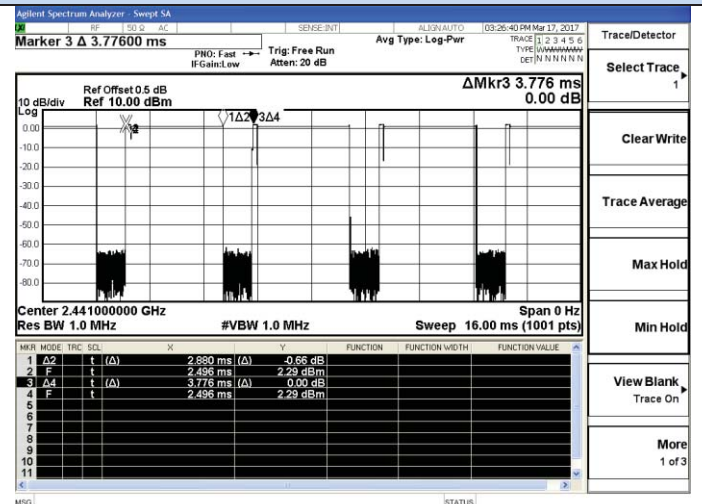 Agilent Spectrum Analyzer - Swept SA
RF 50 Ω AC SENSE:INT ALIGNAUTO 03:26:40 PM Mar 17, 2017
Marker 3 Δ 3.77600 ms
PNO: Fast
IFGain:Low
Trig: Free Run
Atten: 20 dB
Avg Type: Log-Pwr
TRACE 1 2 3 4 5 6
TYPE
DET N N N N N N
Ref Offset 0.5 dB
10 dB/div Ref 10.00 dBm
Log
ΔMkr3 3.776 ms
0.00 dB
1Δ2 3Δ4
0.00
-10.0
-20.0
-30.0
-40.0
-50.0
-60.0
-70.0
-80.0
Center 2.441000000 GHz Span 0 Hz
Res BW 1.0 MHz #VBW 1.0 MHz Sweep 16.00 ms (1001 pts)
MKR MODE TRC SCL X Y FUNCTION FUNCTION WIDTH FUNCTION VALUE
1 Δ2 t (Δ) 2.880 ms (Δ) -0.66 dB
2 F t 2.496 ms 2.29 dBm
3 Δ4 t (Δ) 3.776 ms (Δ) 0.00 dB
4 F t 2.496 ms 2.29 dBm
5
6
7
8
9
10
11
MSG STATUS
Trace/Detector
Select Trace
1
Clear Write
Trace Average
Max Hold
Min Hold
View Blank
Trace On
More
1 of 3